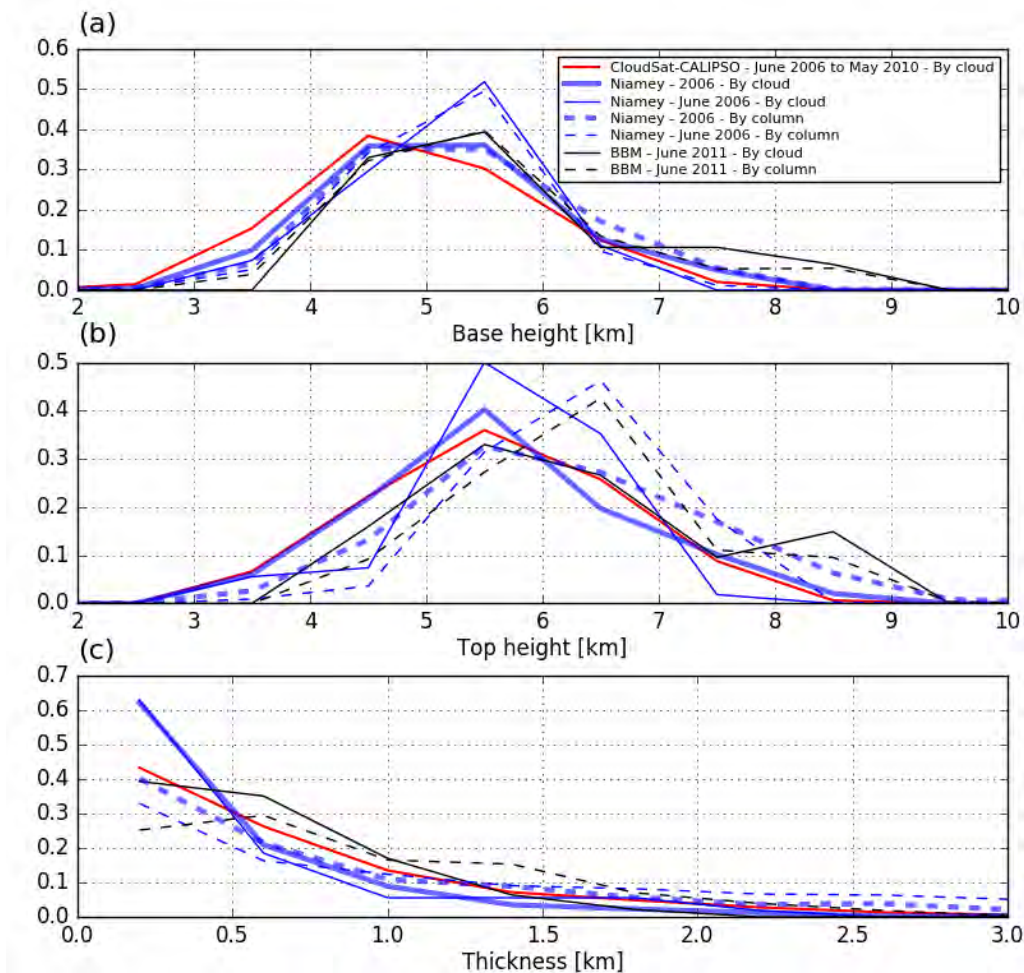 (a)
0.6
0.5
0.4
0.3
0.2
0.1
0.0
CloudSat-CALIPSO - June 2006 to May 2010 - By cloud
Niamey - 2006 - By cloud
Niamey - June 2006 - By cloud
Niamey - 2006 - By column
Niamey - June 2006 - By column
BBM - June 2011 - By cloud
BBM - June 2011 - By column
2 3 4 5 6 7 8 9 10
Base height [km]
(b)
0.5
0.4
0.3
0.2
0.1
0.0
2 3 4 5 6 7 8 9 10
Top height [km]
(c)
0.7
0.6
0.5
0.4
0.3
0.2
0.1
0.0
0.0 0.5 1.0 1.5 2.0 2.5 3.0
Thickness [km]